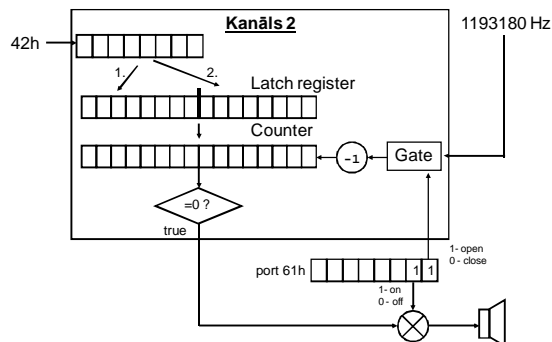 Kanāls 2
1193180 Hz
42h
1.
2.
Latch register
Counter
-1
Gate
=0 ?
true
1- open
0 - close
port 61h
1 1
1- on
0 - off